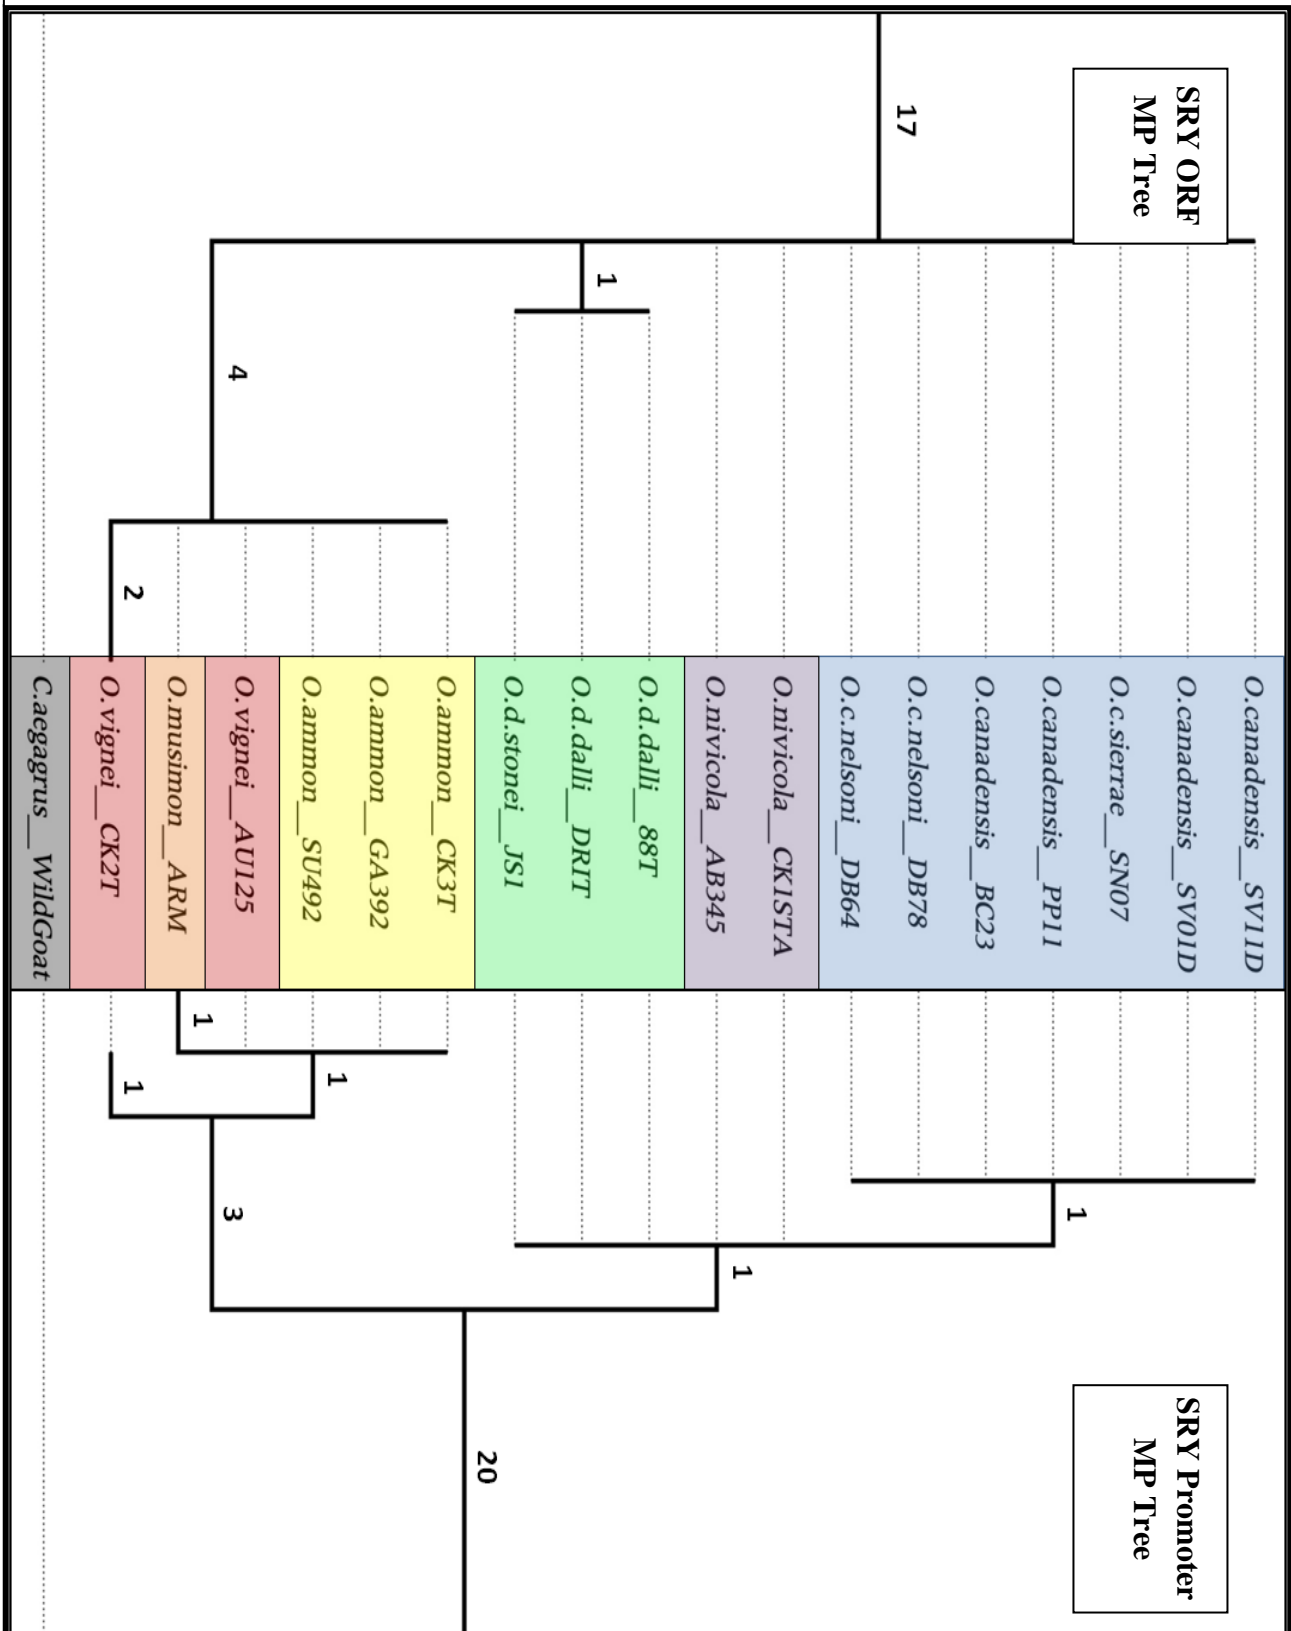 SRY ORF
MP Tree
17
1
4
2
O.canadensis__SV11D
O.canadensis__SV01D
O.c.sierrae__SN07
O.canadensis__PP11
O.canadensis__BC23
O.c.nelsoni__DB78
O.c.nelsoni__DB64
O.nivicola__CK1STA
O.nivicola__AB345
O.d.dalli__88T
O.d.dalli__DRIT
O.d.stonei__JS1
O.ammon__CK3T
O.ammon__GA392
O.ammon__SU492
O.vignei__AU125
O.musimon__ARM
O.vignei__CK2T
C.aegagrus__WildGoat
1
1
1
1
1
3
20
SRY Promoter
MP Tree